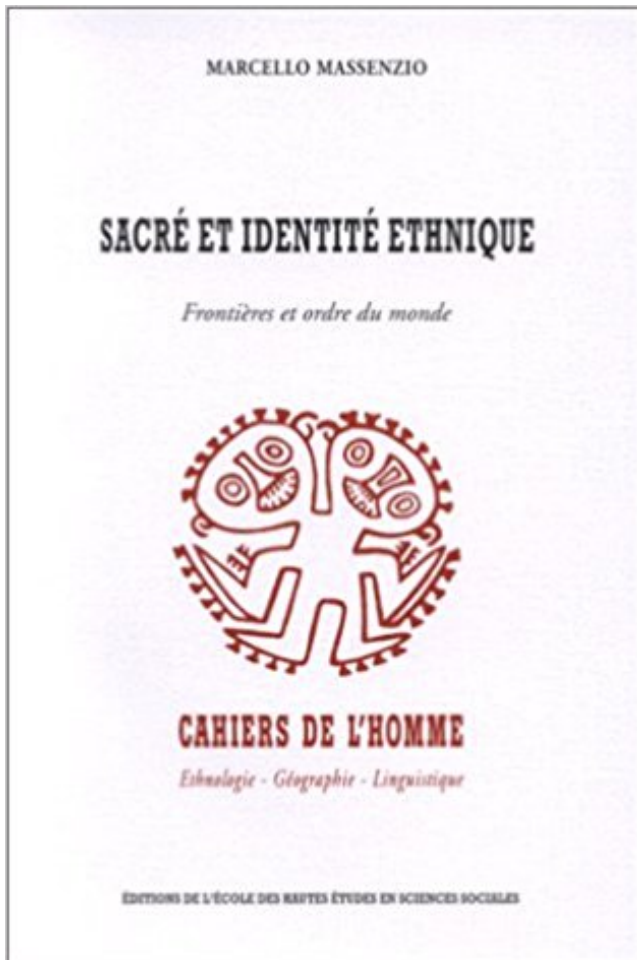 MARCELLO MASSENZIO
SACRÉ ET IDENTITÉ ETHNIQUE
Frontières et ordre du monde
CAHIERS DE L'HOMME
Ethnologie - Géographie - Linguistique
ÉDITIONS DE L'ÉCOLE DES HAUTES ÉTUDES EN SCIENCES SOCIALES